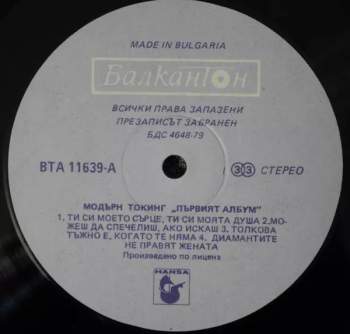 MADE IN BULGARIA
Балкантон
ВСИЧКИ ПРАВА ЗАПАЗЕНИ
ПРЕЗАПИСЪТ ЗАБРАНЕН
БДС 4648-79
ВТА 11639-А
33 СТЕРЕО
МОДЪРН ТОКИНГ „ПЪРВИЯТ АЛБУМ"
1. ТИ СИ МОЕТО СЪРЦЕ, ТИ СИ МОЯТА ДУША 2.МО-
ЖЕШ ДА СПЕЧЕЛИШ, АКО ИСКАШ 3. ТОЛКОВА
ТЪЖНО Е, КОГАТО ТЕ НЯМА 4. ДИАМАНТИТЕ
НЕ ПРАВЯТ ЖЕНАТА
Произведено по лиценз
HANSA